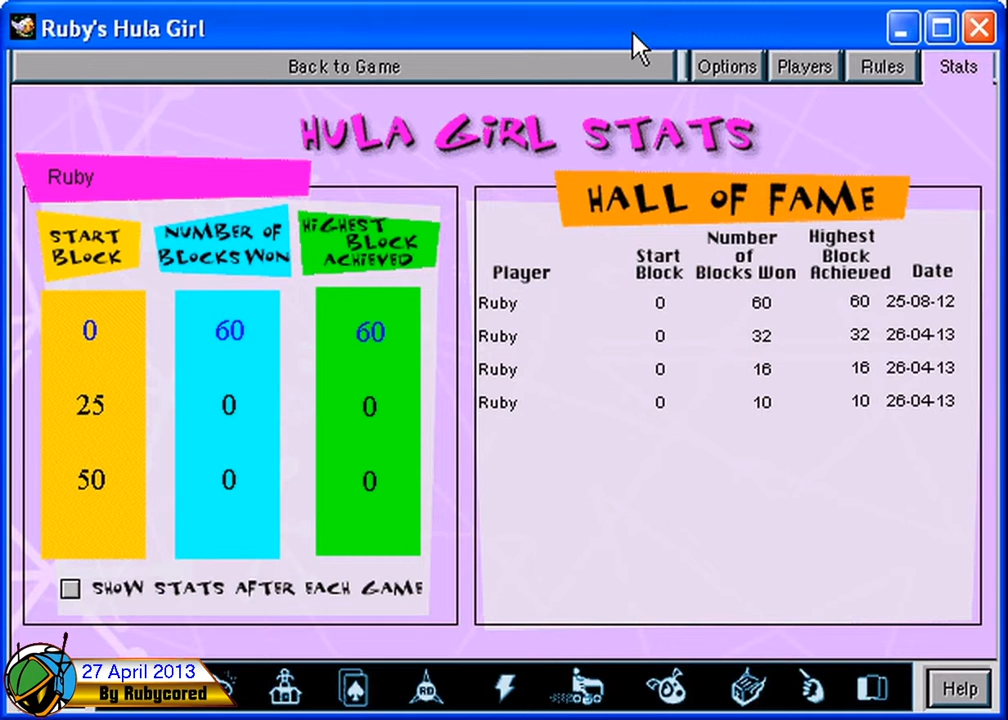 Ruby's Hula Girl
Back to Game
Options
Players
Rules
Stats
HULA GIRL STATS
Ruby
START BLOCK
NUMBER OF BLOCKS WON
HIGHEST BLOCK ACHIEVED
0 60 60
25 0 0
50 0 0
SHOW STATS AFTER EACH GAME
HALL OF FAME
Player Start Block Number of Blocks Won Highest Block Achieved Date
Ruby 0 60 60 25-08-12
Ruby 0 32 32 26-04-13
Ruby 0 16 16 26-04-13
Ruby 0 10 10 26-04-13
27 April 2013
By Rubycored
RD
Help